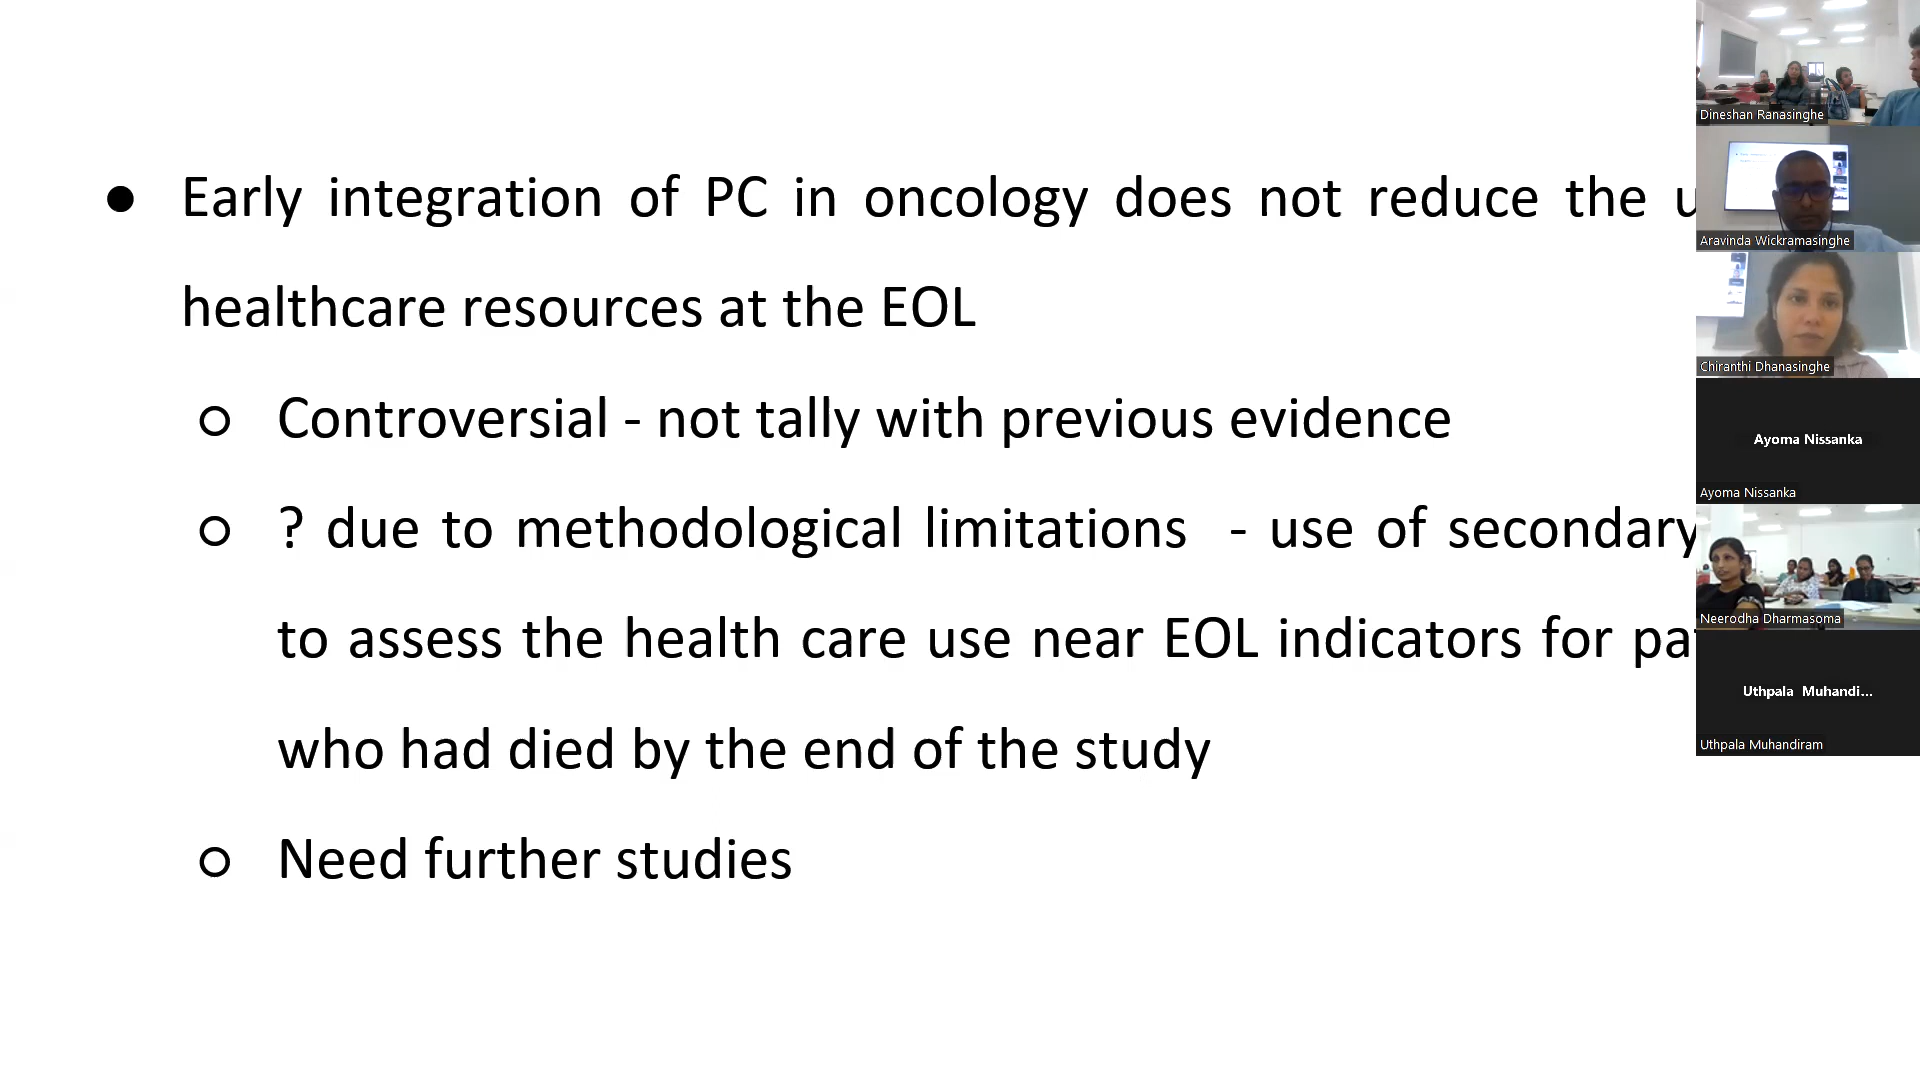 ● Early integration of PC in oncology does not reduce the
healthcare resources at the EOL
○ Controversial - not tally with previous evidence
○ ? due to methodological limitations - use of secondary
to assess the health care use near EOL indicators for
who had died by the end of the study
○ Need further studies
Dineshan Ranasinghe
Aravinda Wickramasinghe
Chiranthi Dhanasinghe
Ayoma Nissanka
Ayoma Nissanka
Neerodha Dharmasoma
Uthpala Muhandi...
Uthpala Muhandiram